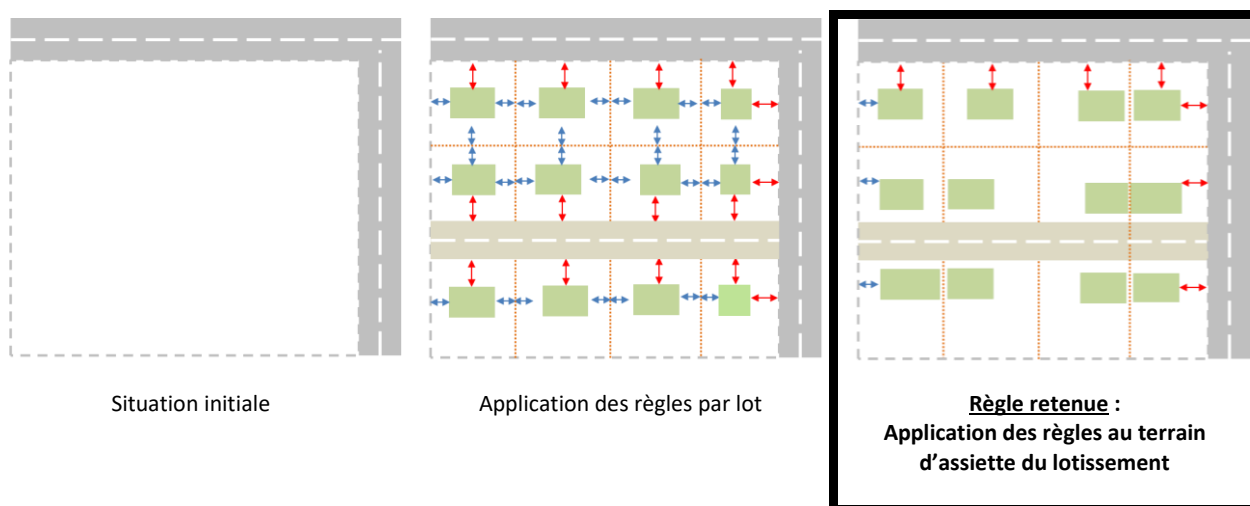 Situation initiale
Application des règles par lot
Règle retenue :
Application des règles au terrain
d’assiette du lotissement